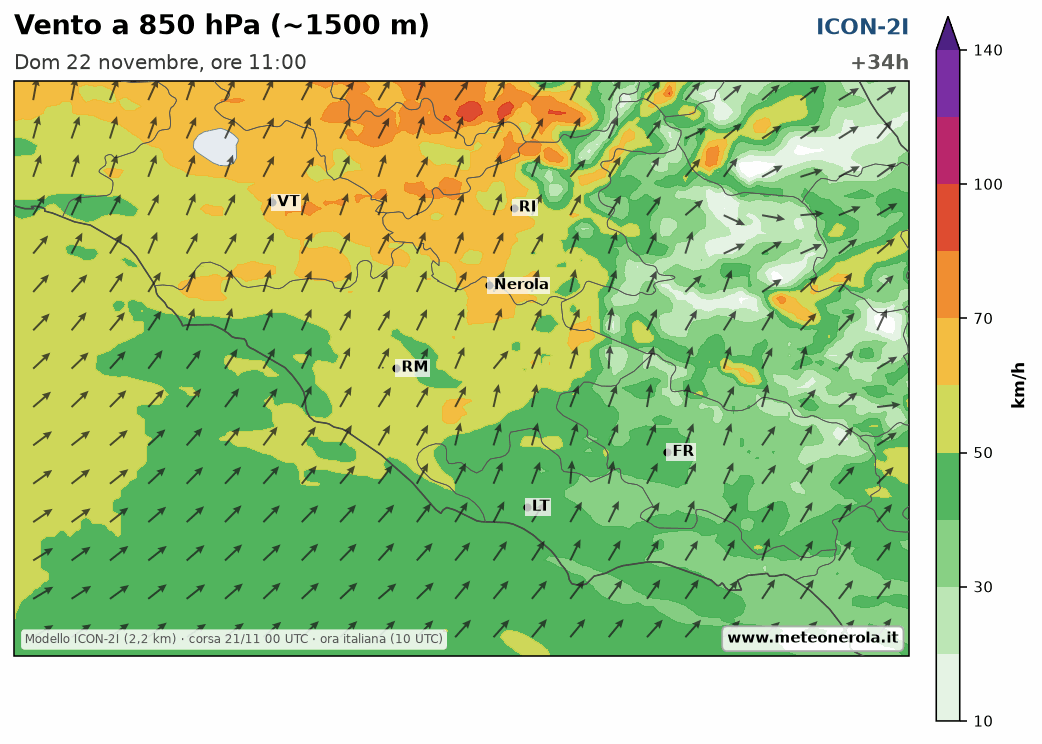 Vento a 850 hPa (~1500 m)
ICON-2I
Dom 22 novembre, ore 11:00
+34h
140
100
70
50
30
10
km/h
VT
RI
Nerola
RM
FR
LT
Modello ICON-2I (2,2 km) · corsa 21/11 00 UTC · ora italiana (10 UTC)
www.meteonerola.it